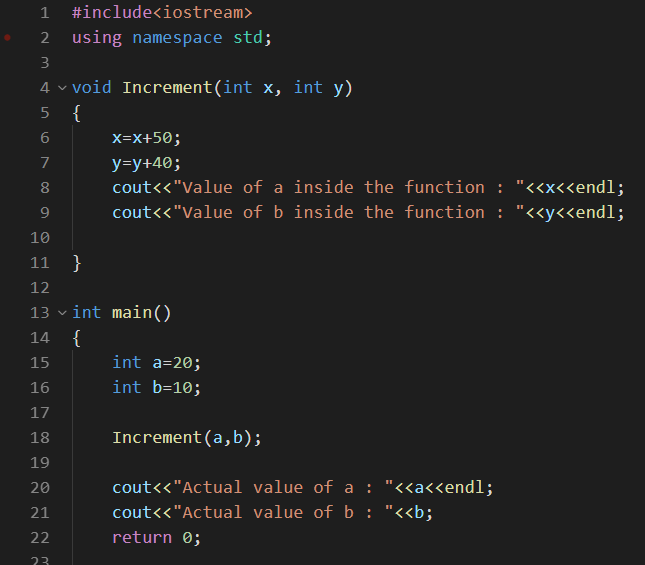 1 #include<iostream>
2 using namespace std;
3
4 void Increment(int x, int y)
5 {
6     x=x+50;
7     y=y+40;
8     cout<<"Value of a inside the function : "<<x<<endl;
9     cout<<"Value of b inside the function : "<<y<<endl;
10
11 }
12
13 int main()
14 {
15     int a=20;
16     int b=10;
17
18     Increment(a,b);
19
20     cout<<"Actual value of a : "<<a<<endl;
21     cout<<"Actual value of b : "<<b;
22     return 0;
23